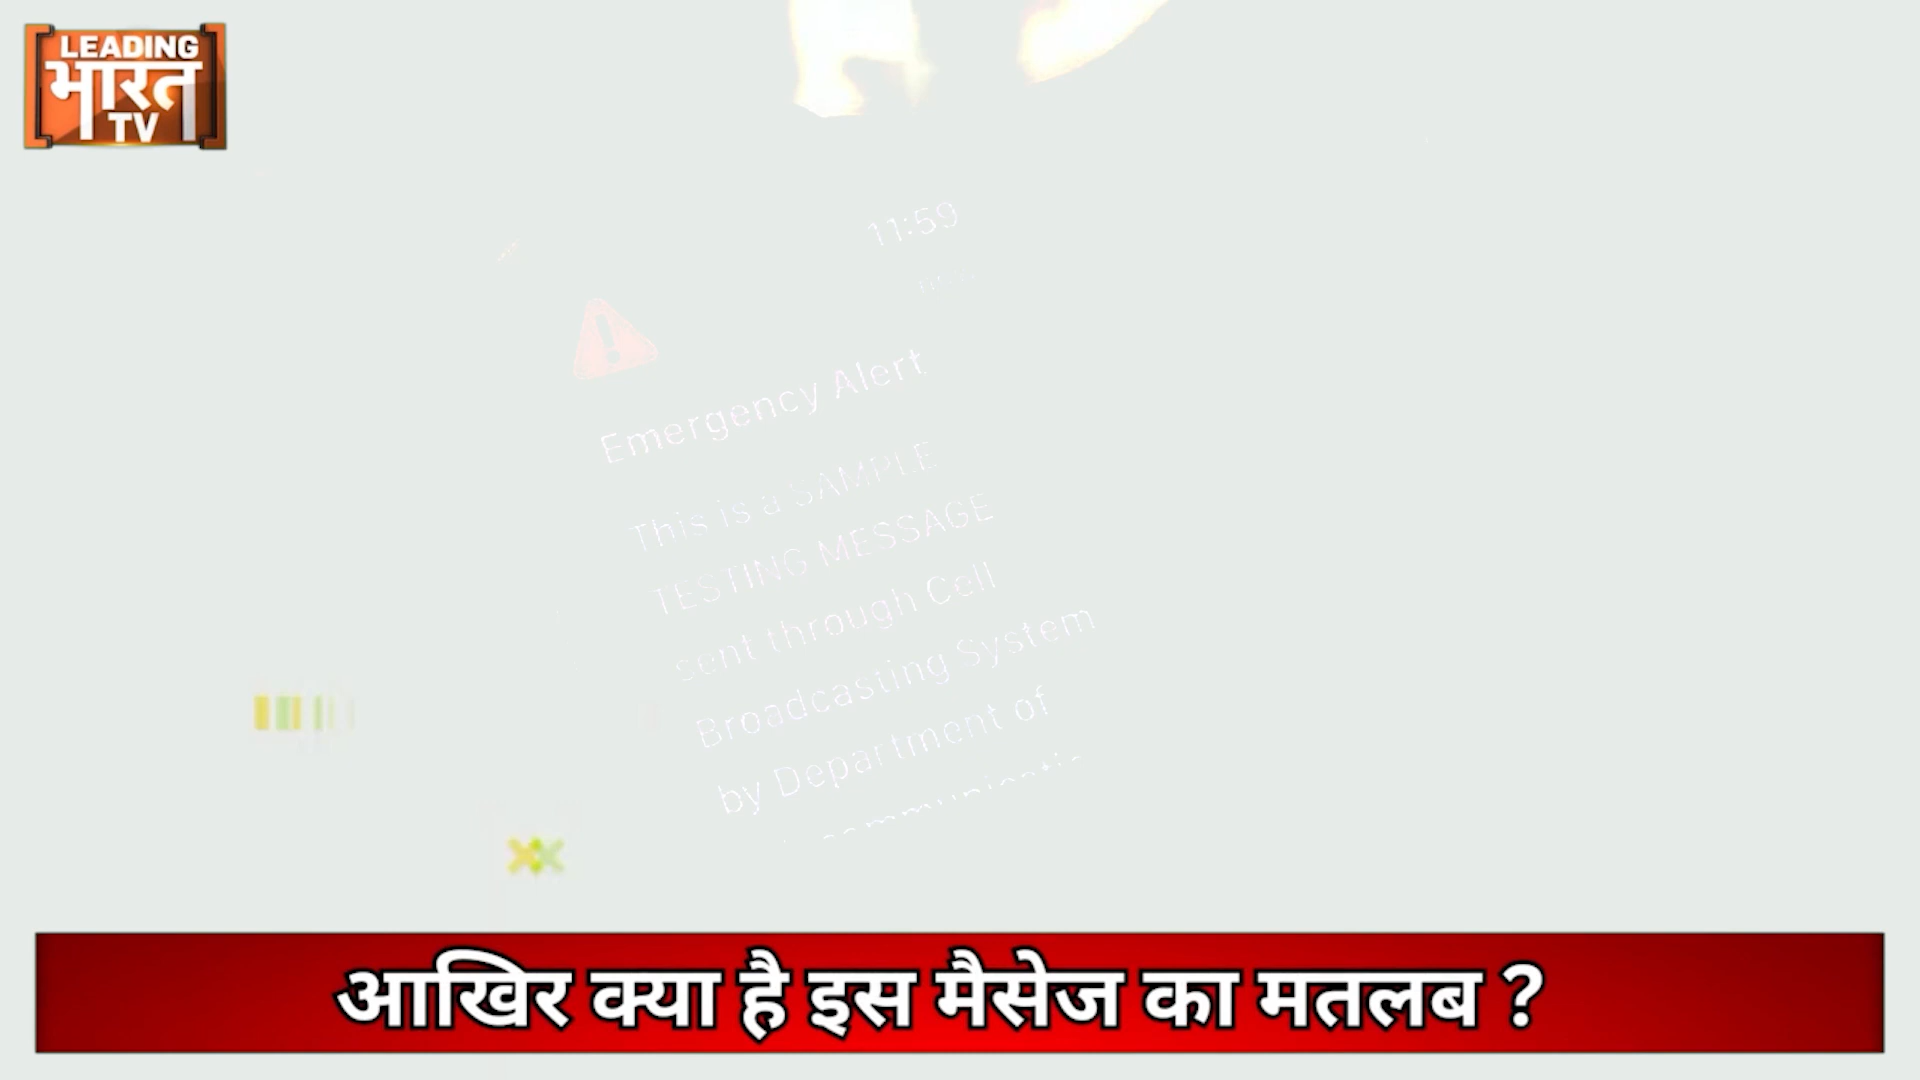 LEADING
भारत
TV
11:59
Emergency Alert
This is a SAMPLE
TESTING MESSAGE
sent through Cell
Broadcasting System
by Department of
आखिर क्या है इस मैसेज का मतलब ?